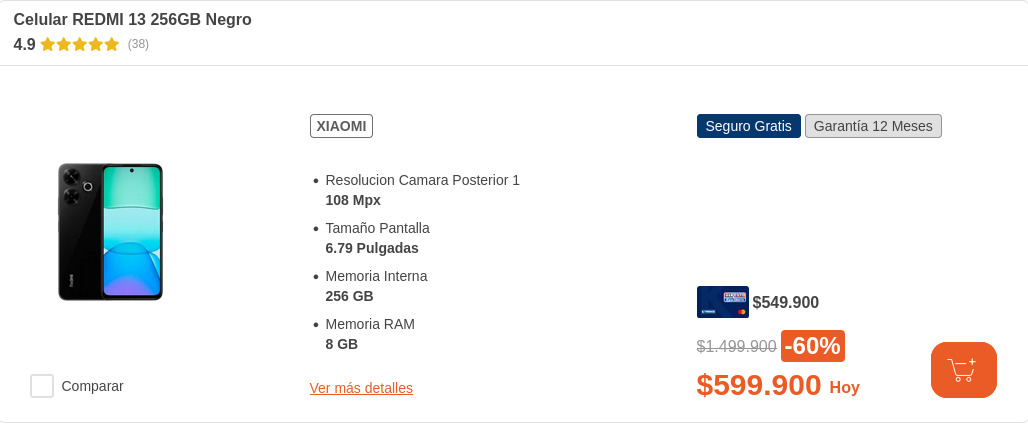 Celular REDMI 13 256GB Negro
4.9 (38)
XIAOMI
Seguro Gratis Garantía 12 Meses
Resolucion Camara Posterior 1
108 Mpx
Tamaño Pantalla
6.79 Pulgadas
Memoria Interna
256 GB
Memoria RAM
8 GB
Ver más detalles
$549.900
$1.499.900 -60%
$599.900 Hoy
Comparar